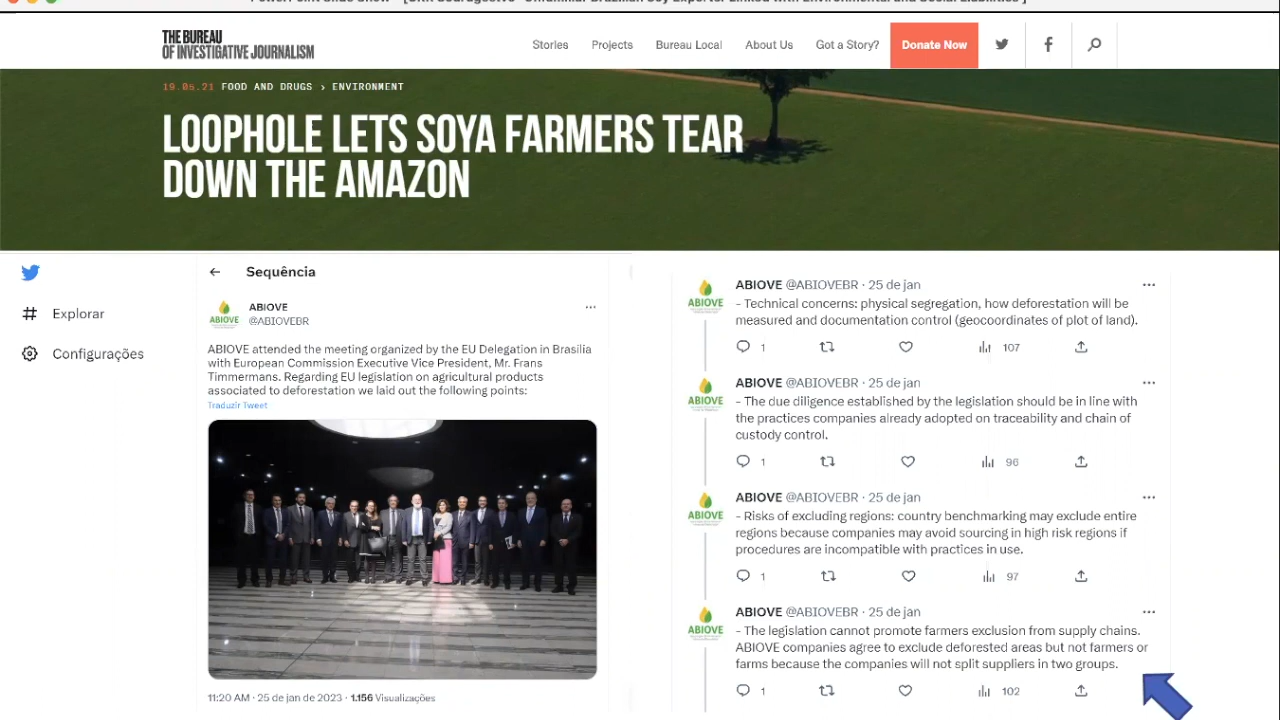 THE BUREAU
OF INVESTIGATIVE JOURNALISM
Stories Projects Bureau Local About Us Got a Story? Donate Now
FOOD AND DRUGS › ENVIRONMENT
LOOPHOLE LETS SOYA FARMERS TEAR
DOWN THE AMAZON
Explorar
Configurações
Sequência
ABIOVE
ABIOVE
@ABIOVEBR
ABIOVE attended the meeting organized by the EU Delegation in Brasília
with European Commission Executive Vice President, Mr. Frans
Timmermans. Regarding EU legislation on agricultural products
associated to deforestation we laid out the following points:
Traduzir Tweet
11:20 AM · 25 de jan de 2023 · 1.156 Visualizações
ABIOVE
ABIOVE @ABIOVEBR · 25 de jan
- Technical concerns: physical segregation, how deforestation will be
measured and documentation control (geocoordinates of plot of land).
1 107
ABIOVE
ABIOVE @ABIOVEBR · 25 de jan
- The due diligence established by the legislation should be in line with
the practices companies already adopted on traceability and chain of
custody control.
1 96
ABIOVE
ABIOVE @ABIOVEBR · 25 de jan
- Risks of excluding regions: country benchmarking may exclude entire
regions because companies may avoid sourcing in high risk regions if
procedures are incompatible with practices in use.
1 97
ABIOVE
ABIOVE @ABIOVEBR · 25 de jan
- The legislation cannot promote farmers exclusion from supply chains.
ABIOVE companies agree to exclude deforested areas but not farmers or
farms because the companies will not split suppliers in two groups.
1 102